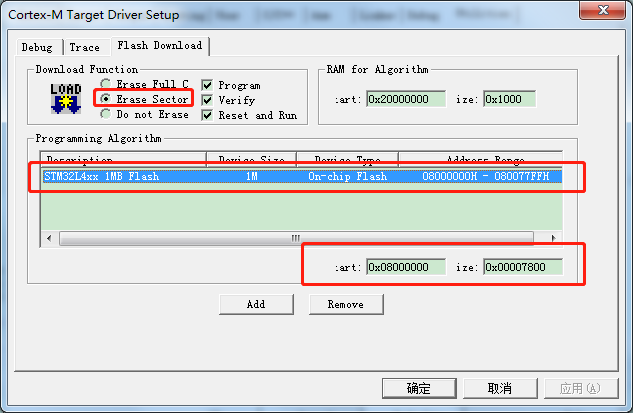 Cortex-M Target Driver Setup
Debug Trace Flash Download
Download Function
LOAD
Erase Full C
Erase Sector
Do not Erase
Program
Verify
Reset and Run
RAM for Algorithm
:art: 0x20000000 ize: 0x1000
Programming Algorithm
Description Device Size Device Type Address Range
STM32L4xx 1MB Flash 1M On-chip Flash 08000000H - 080077FFH
:art: 0x08000000 ize: 0x00007800
Add Remove
确定 取消 应用(A)